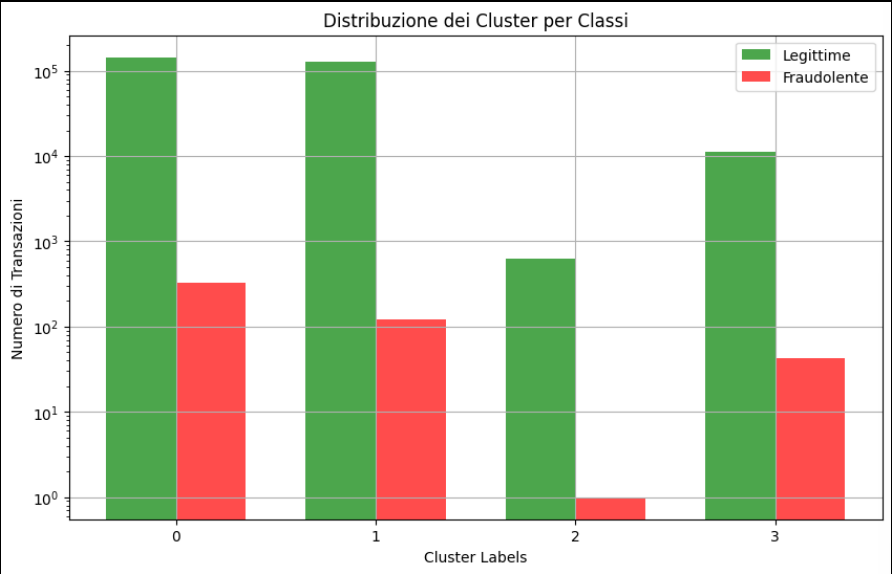 Distribuzione dei Cluster per Classi
Legittime
Fraudolente
Numero di Transazioni
10⁵
10⁴
10³
10²
10¹
10⁰
0 1 2 3
Cluster Labels